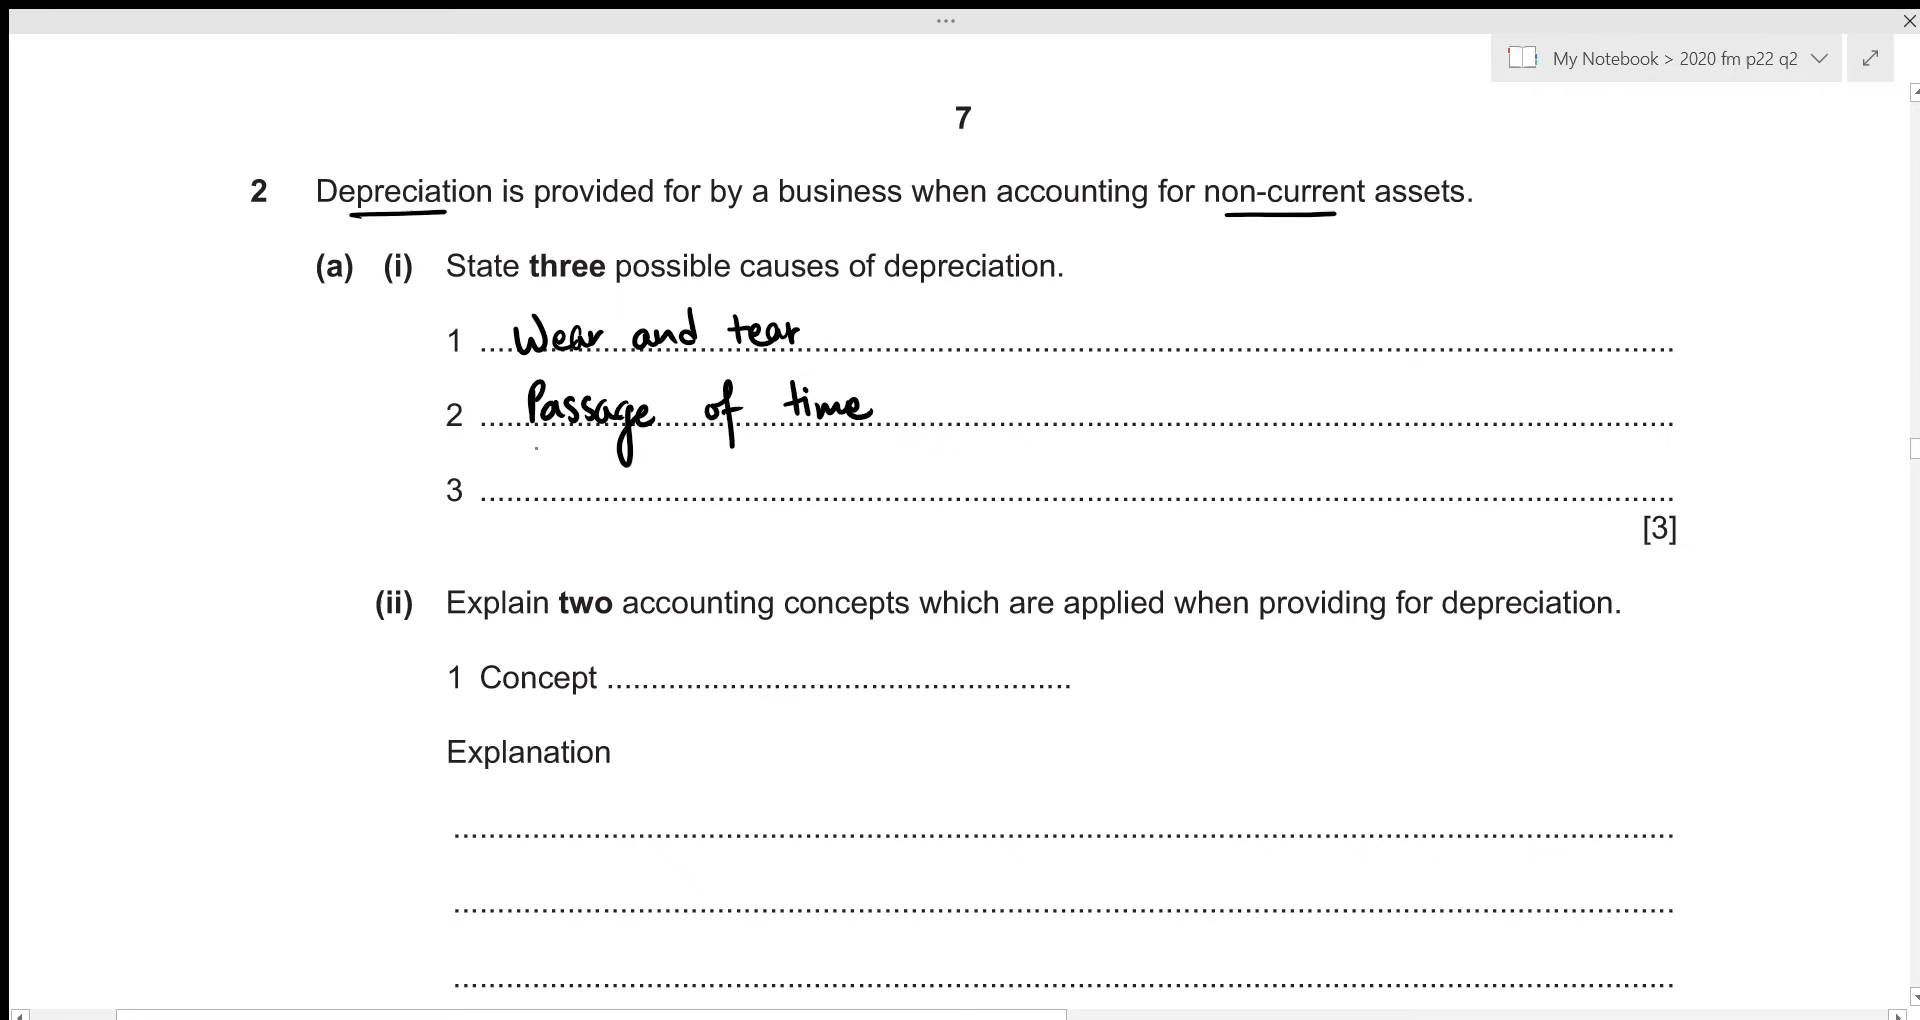 ...
My Notebook > 2020 fm p22 q2
7
2 Depreciation is provided for by a business when accounting for non-current assets.
(a) (i) State three possible causes of depreciation.
1 Wear and tear
2 Passage of time
3
[3]
(ii) Explain two accounting concepts which are applied when providing for depreciation.
1 Concept
Explanation